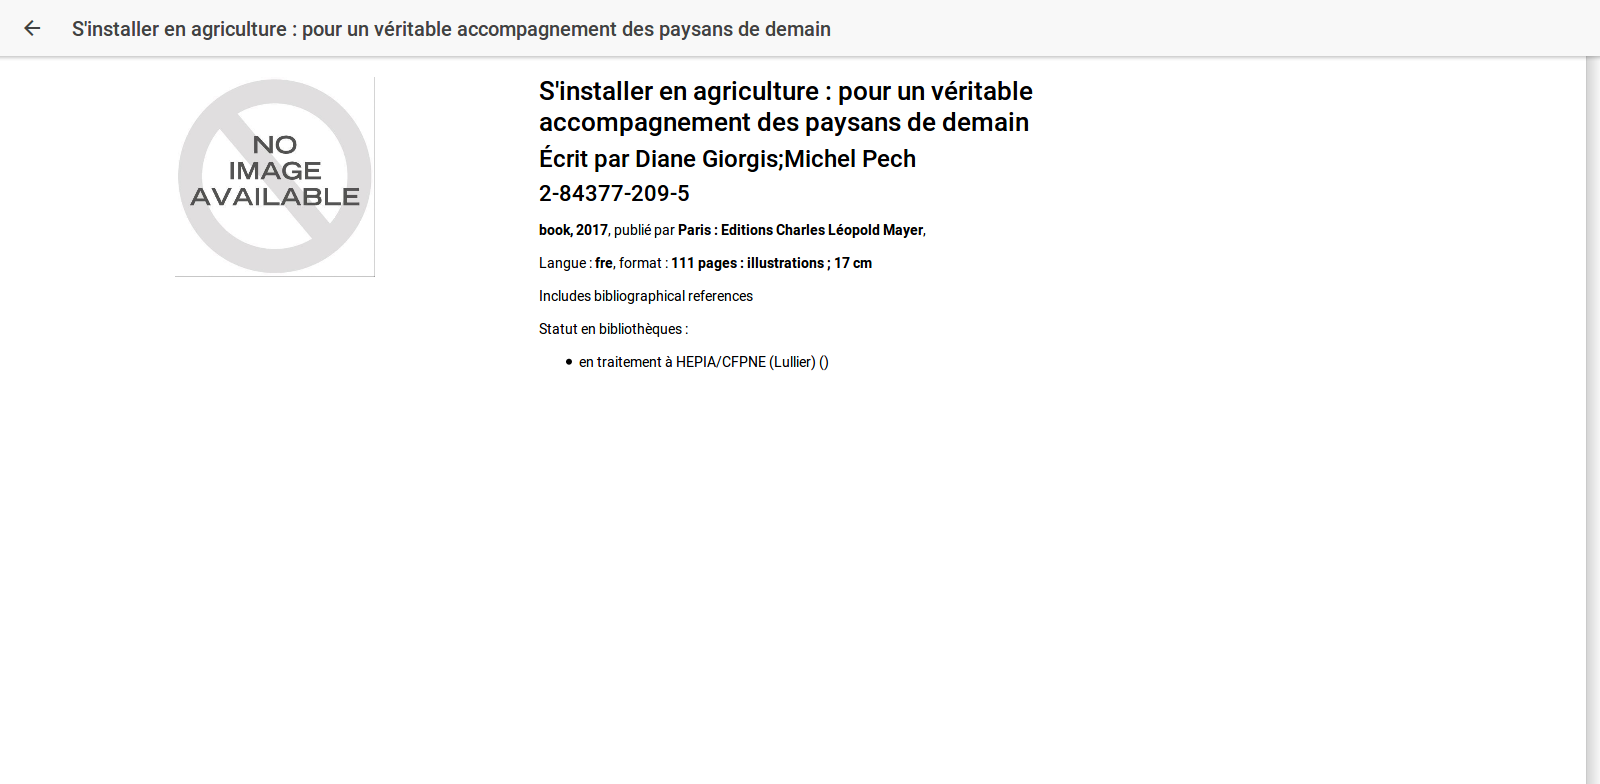 S'installer en agriculture : pour un véritable accompagnement des paysans de demain
NO
IMAGE
AVAILABLE
S'installer en agriculture : pour un véritable
accompagnement des paysans de demain
Écrit par Diane Giorgis;Michel Pech
2-84377-209-5
book, 2017, publié par Paris : Editions Charles Léopold Mayer,
Langue : fre, format : 111 pages : illustrations ; 17 cm
Includes bibliographical references
Statut en bibliothèques :
• en traitement à HEPIA/CFPNE (Lullier) ()